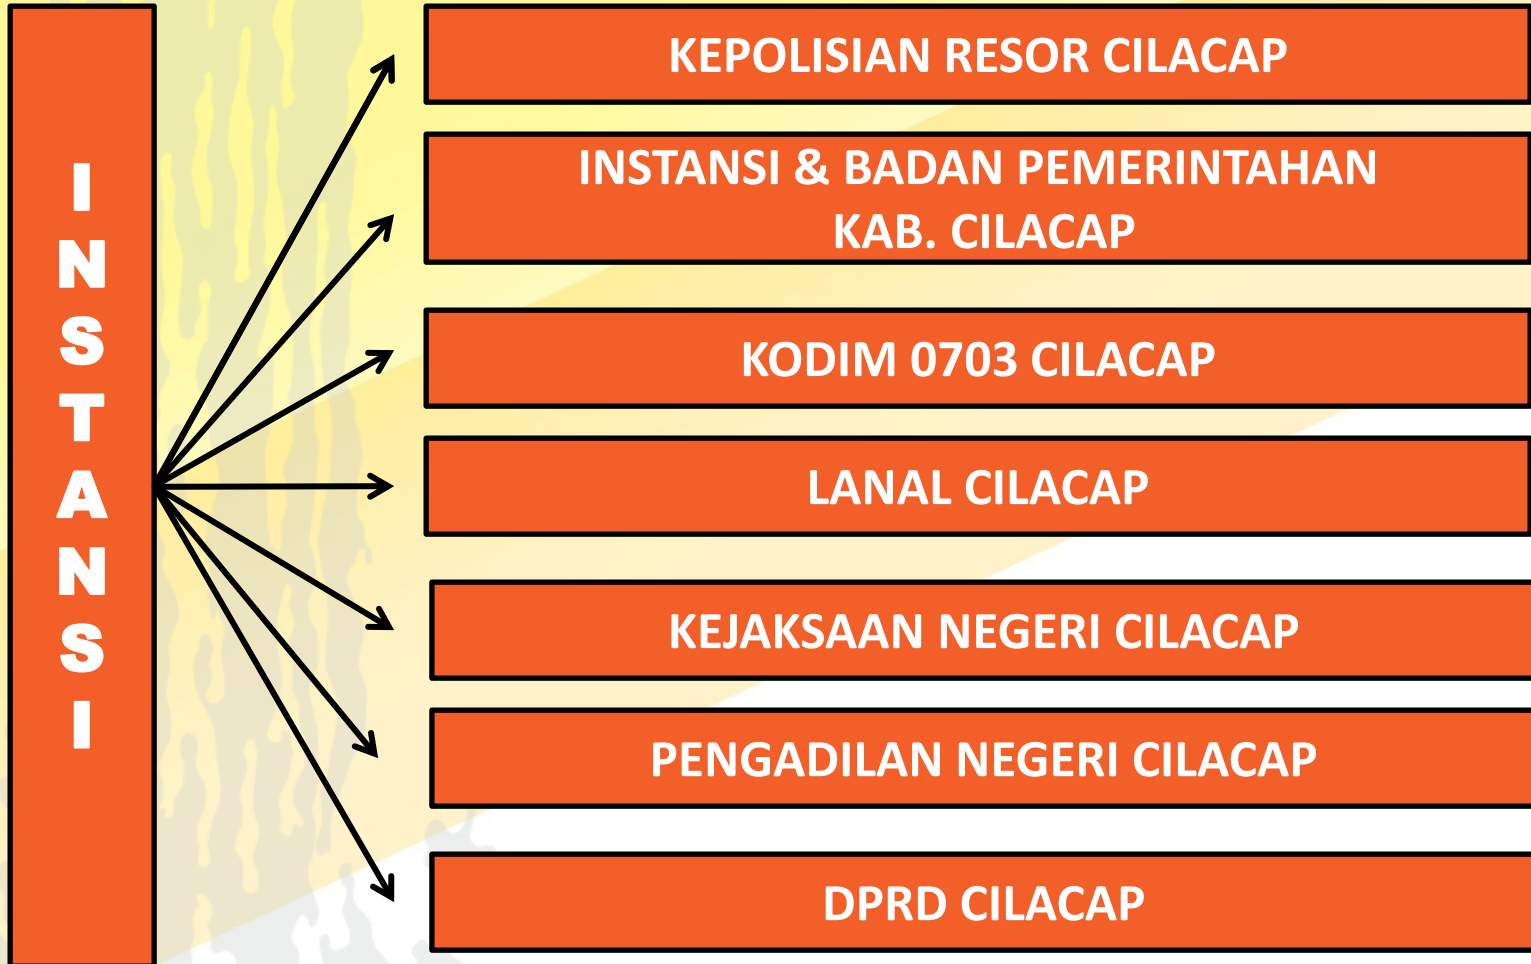 INSTANSI
KEPOLISIAN RESOR CILACAP
INSTANSI & BADAN PEMERINTAHAN
KAB. CILACAP
KODIM 0703 CILACAP
LANAL CILACAP
KEJAKSAAN NEGERI CILACAP
PENGADILAN NEGERI CILACAP
DPRD CILACAP